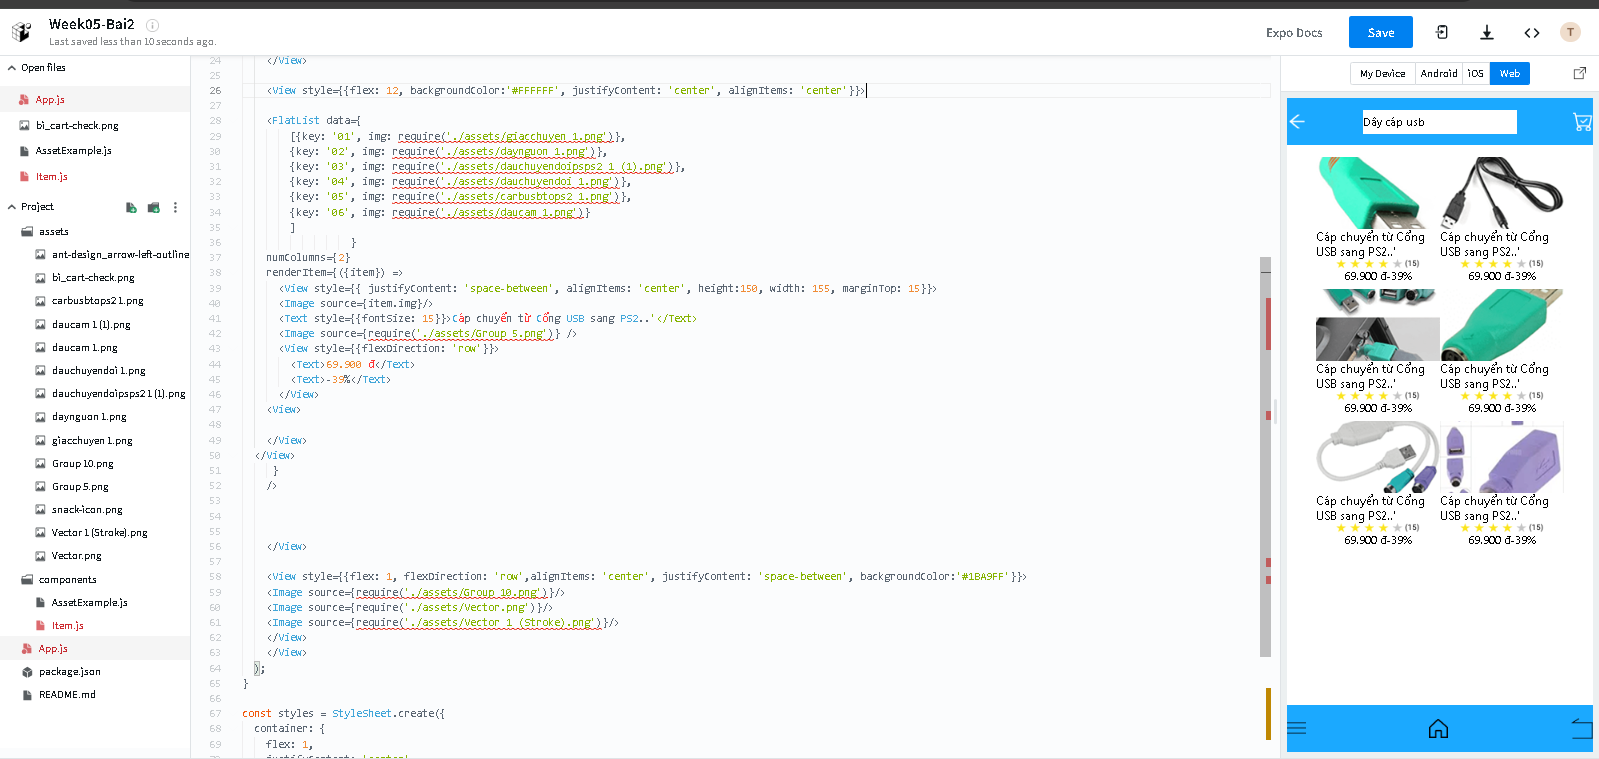 Week05-Bai2
Last saved less than 10 seconds ago.
Expo Docs
Save
T
Open files
App.js
bi_cart-check.png
AssetExample.js
Item.js
Project
assets
ant-design_arrow-left-outline
bi_cart-check.png
carbusbtops2 1.png
daucam 1 (1).png
daucam 1.png
dauchuyendoi 1.png
dauchuyendoipsps2 1 (1).png
daynguon 1.png
giacchuyen 1.png
Group 10.png
Group 5.png
snack-icon.png
Vector 1 (Stroke).png
Vector.png
components
AssetExample.js
Item.js
App.js
package.json
README.md
24 </View>
25
26 <View style={{flex: 12, backgroundColor:'#FFFFFF', justifyContent: 'center', alignItems: 'center'}}>
27
28 <FlatList data={
29 [{key: '01', img: require('./assets/giacchuyen 1.png')},
30 {key: '02', img: require('./assets/daynguon 1.png')},
31 {key: '03', img: require('./assets/dauchuyendoipsps2 1 (1).png')},
32 {key: '04', img: require('./assets/dauchuyendoi 1.png')},
33 {key: '05', img: require('./assets/carbusbtops2 1.png')},
34 {key: '06', img: require('./assets/daucam 1.png')}
35 ]
36 }
37 numColumns={2}
38 renderItem={({item}) =>
39 <View style={{ justifyContent: 'space-between', alignItems: 'center', height:150, width: 155, marginTop: 15}}>
40 <Image source={item.img}/>
41 <Text style={{fontSize: 15}}>Cáp chuyển từ Cổng USB sang PS2..'</Text>
42 <Image source={require('./assets/Group 5.png')} />
43 <View style={{flexDirection: 'row'}}>
44 <Text>69.900 đ</Text>
45 <Text>-39%</Text>
46 </View>
47 <View>
48
49 </View>
50 </View>
51 }
52 />
53
54
55 </View>
56
57
58 <View style={{flex: 1, flexDirection: 'row',alignItems: 'center', justifyContent: 'space-between', backgroundColor:'#1BA9FF'}}>
59 <Image source={require('./assets/Group 10.png')}/>
60 <Image source={require('./assets/Vector.png')}/>
61 <Image source={require('./assets/Vector 1 (Stroke).png')}/>
62 </View>
63 </View>
64 );
65 }
66
67 const styles = StyleSheet.create({
68 container: {
69 flex: 1,
My Device Android iOS Web
Dây cáp usb
Cáp chuyển từ Cổng
USB sang PS2..'
(15)
69.900 đ-39%
Cáp chuyển từ Cổng
USB sang PS2..'
(15)
69.900 đ-39%
Cáp chuyển từ Cổng
USB sang PS2..'
(15)
69.900 đ-39%
Cáp chuyển từ Cổng
USB sang PS2..'
(15)
69.900 đ-39%
Cáp chuyển từ Cổng
USB sang PS2..'
(15)
69.900 đ-39%
Cáp chuyển từ Cổng
USB sang PS2..'
(15)
69.900 đ-39%